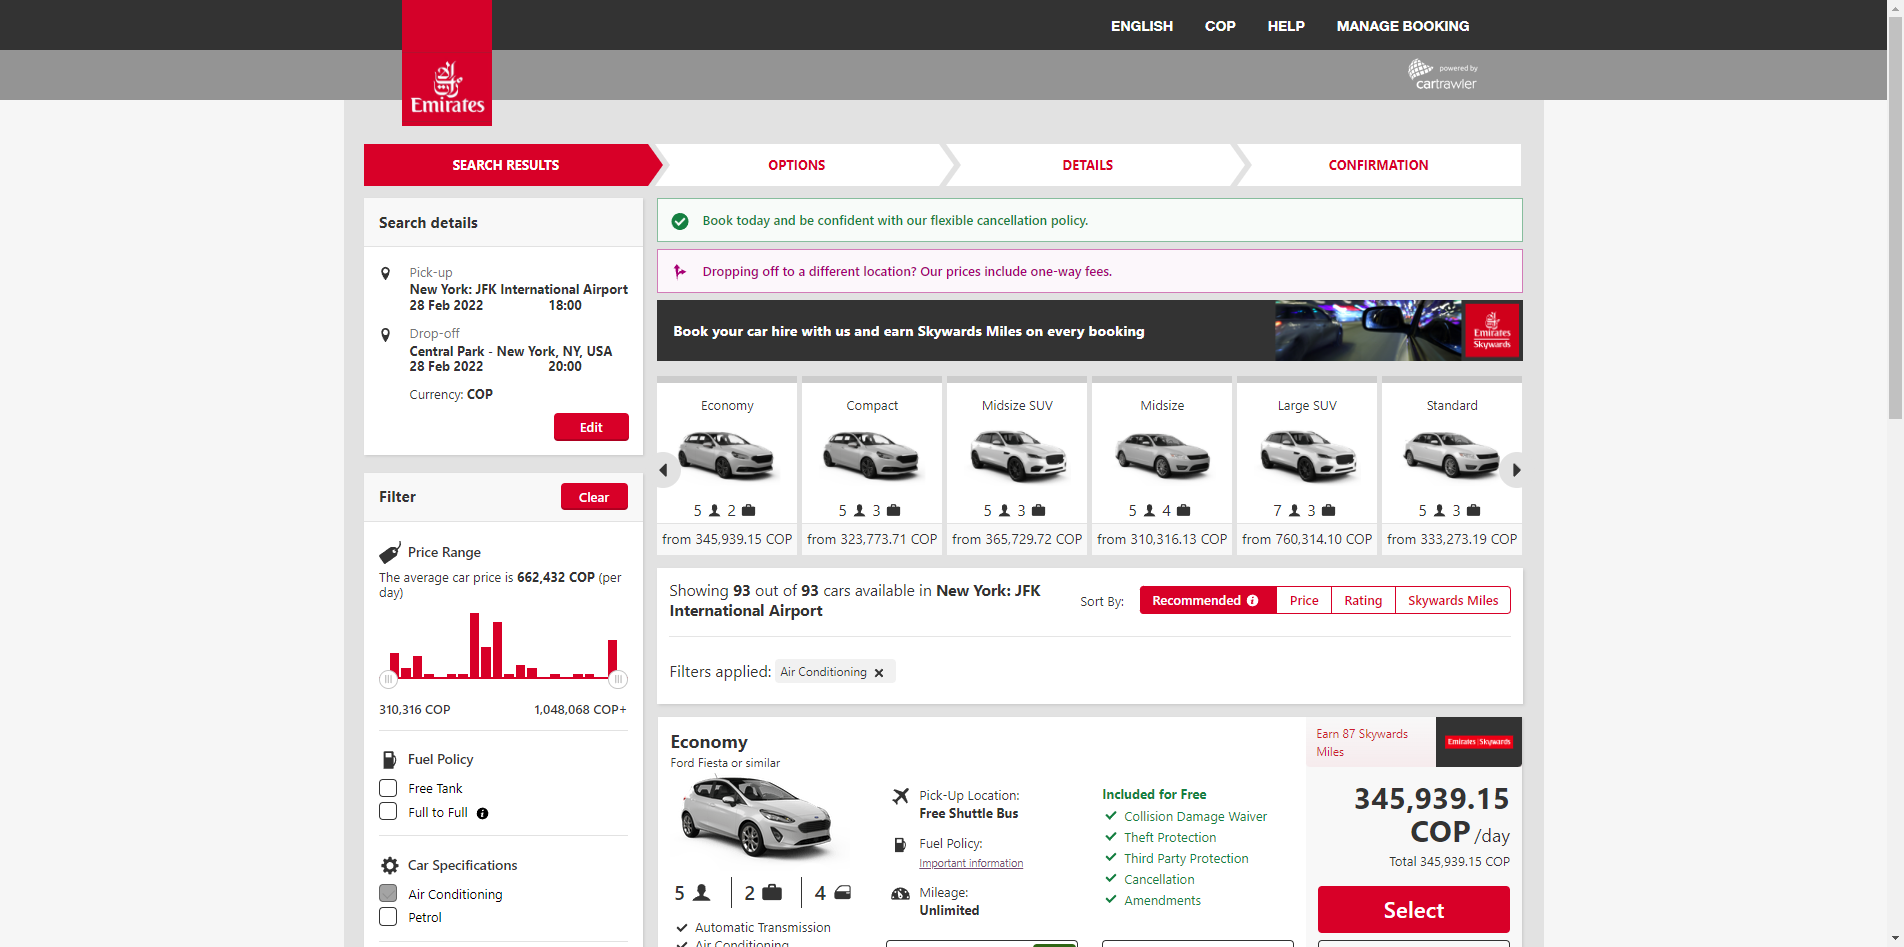 ENGLISH COP HELP MANAGE BOOKING
Emirates
powered by
cartrawler
SEARCH RESULTS OPTIONS DETAILS CONFIRMATION
Search details
Pick-up
New York: JFK International Airport
28 Feb 2022 18:00
Drop-off
Central Park - New York, NY, USA
28 Feb 2022 20:00
Currency: COP
Edit
Filter
Clear
Price Range
The average car price is 662,432 COP (per
day)
310,316 COP 1,048,068 COP+
Fuel Policy
Free Tank
Full to Full
Car Specifications
Air Conditioning
Petrol
Book today and be confident with our flexible cancellation policy.
Dropping off to a different location? Our prices include one-way fees.
Book your car hire with us and earn Skywards Miles on every booking
Emirates
Skywards
Economy Compact Midsize SUV Midsize Large SUV Standard
5 2 5 3 5 3 5 4 7 3 5 3
from 345,939.15 COP from 323,773.71 COP from 365,729.72 COP from 310,316.13 COP from 760,314.10 COP from 333,273.19 COP
Showing 93 out of 93 cars available in New York: JFK
International Airport
Sort By: Recommended Price Rating Skywards Miles
Filters applied: Air Conditioning
Economy
Ford Fiesta or similar
5 2 4
Automatic Transmission
Air Conditioning
Pick-Up Location:
Free Shuttle Bus
Fuel Policy:
Important information
Mileage:
Unlimited
Included for Free
Collision Damage Waiver
Theft Protection
Third Party Protection
Cancellation
Amendments
Earn 87 Skywards
Miles
Emirates Skywards
345,939.15
COP /day
Total 345,939.15 COP
Select